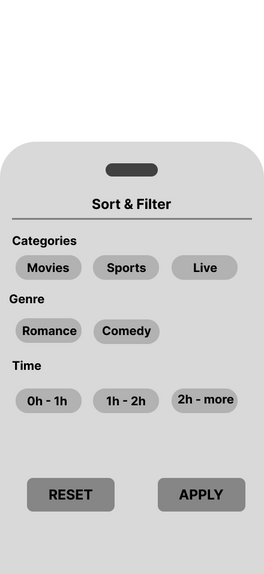 Sort & Filter
Categories
Movies Sports Live
Genre
Romance Comedy
Time
0h - 1h 1h - 2h 2h - more
RESET APPLY